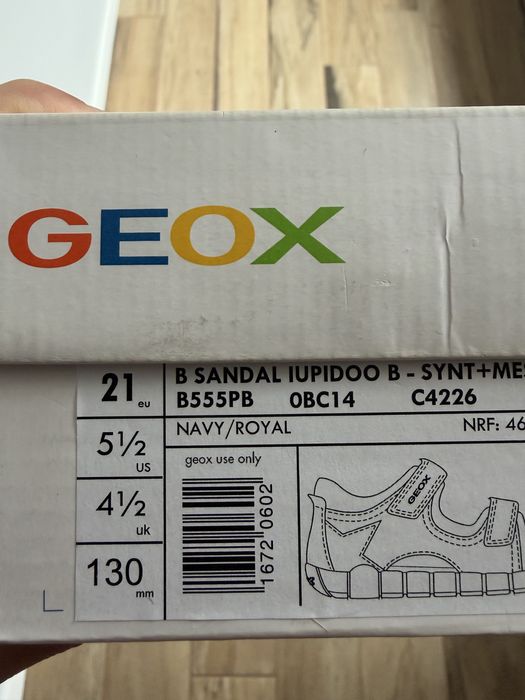 GEOX
21 eu
B SANDAL IUPIDOO B - SYNT+MES
B555PB 0BC14 C4226
NAVY/ROYAL NRF: 46
5½ US
4½ uk
130 mm
geox use only
1672 0602
GEOX